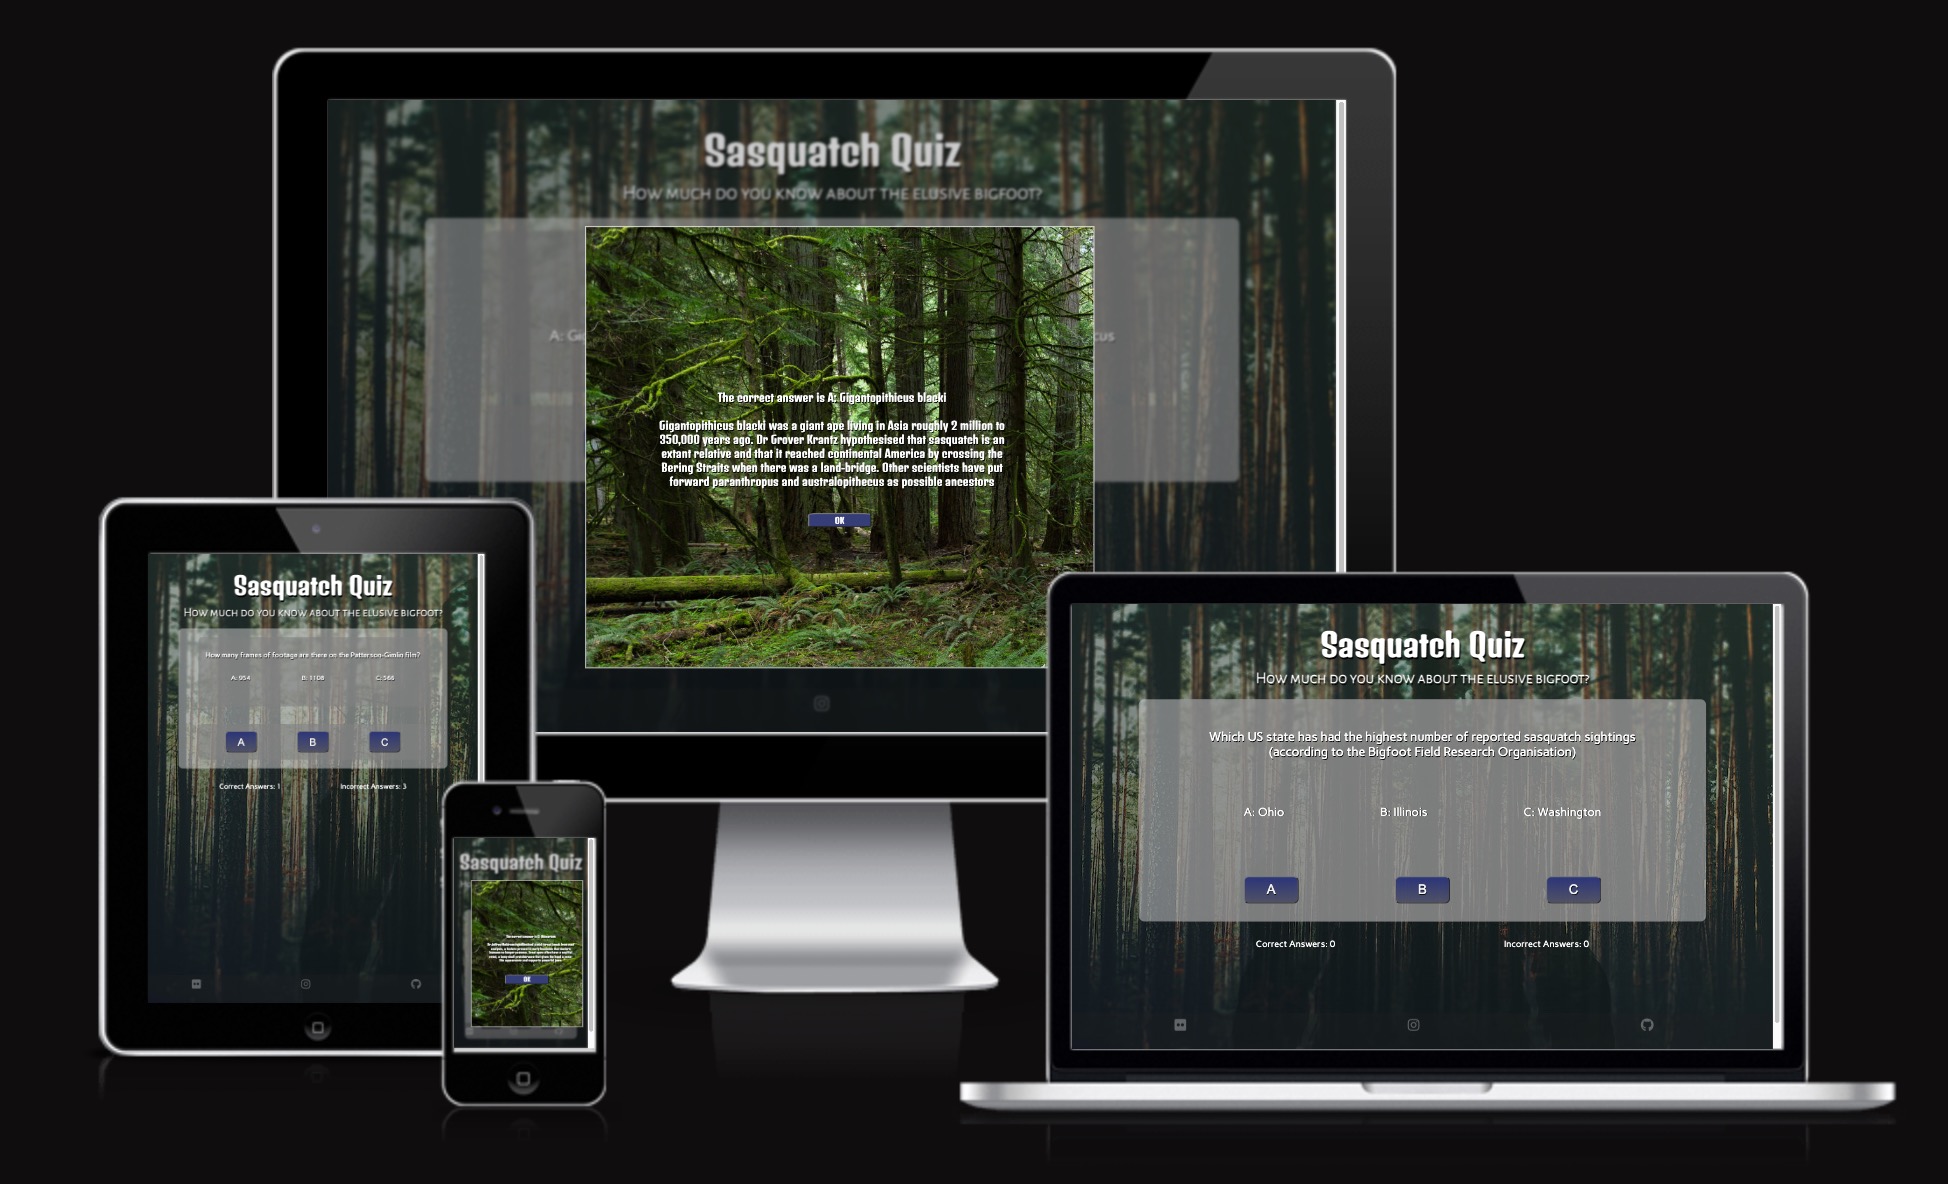 Sasquatch Quiz
How much do you know about the elusive bigfoot?
A: Gi
cus
The correct answer is A: Gigantopithicus blacki
Gigantopithicus blacki was a giant ape living in Asia roughly 2 million to
350,000 years ago. Dr Grover Krantz hypothesised that sasquatch is an
extant relative and that it reached continental America by crossing the
Bering Straits when there was a land-bridge. Other scientists have put
forward paranthropus and australopithecus as possible ancestors
OK
Sasquatch Quiz
How much do you know about the elusive bigfoot?
How many frames of footage are there on the Patterson-Gimlin film?
A: 954 B: 1108 C: 566
A B C
Correct Answers: 1 Incorrect Answers: 3
Sasquatch Quiz
OK
Sasquatch Quiz
How much do you know about the elusive bigfoot?
Which US state has had the highest number of reported sasquatch sightings
(according to the Bigfoot Field Research Organisation)
A: Ohio B: Illinois C: Washington
A B C
Correct Answers: 0 Incorrect Answers: 0